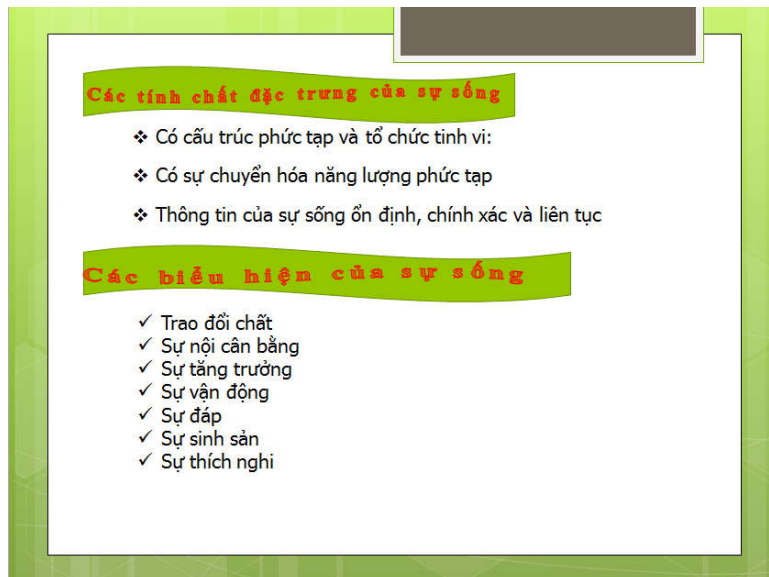 Các tính chất đặc trưng của sự sống
❖ Có cấu trúc phức tạp và tổ chức tinh vi:
❖ Có sự chuyển hóa năng lượng phức tạp
❖ Thông tin của sự sống ổn định, chính xác và liên tục
Các biểu hiện của sự sống
✓ Trao đổi chất
✓ Sự nội cân bằng
✓ Sự tăng trưởng
✓ Sự vận động
✓ Sự đáp
✓ Sự sinh sản
✓ Sự thích nghi